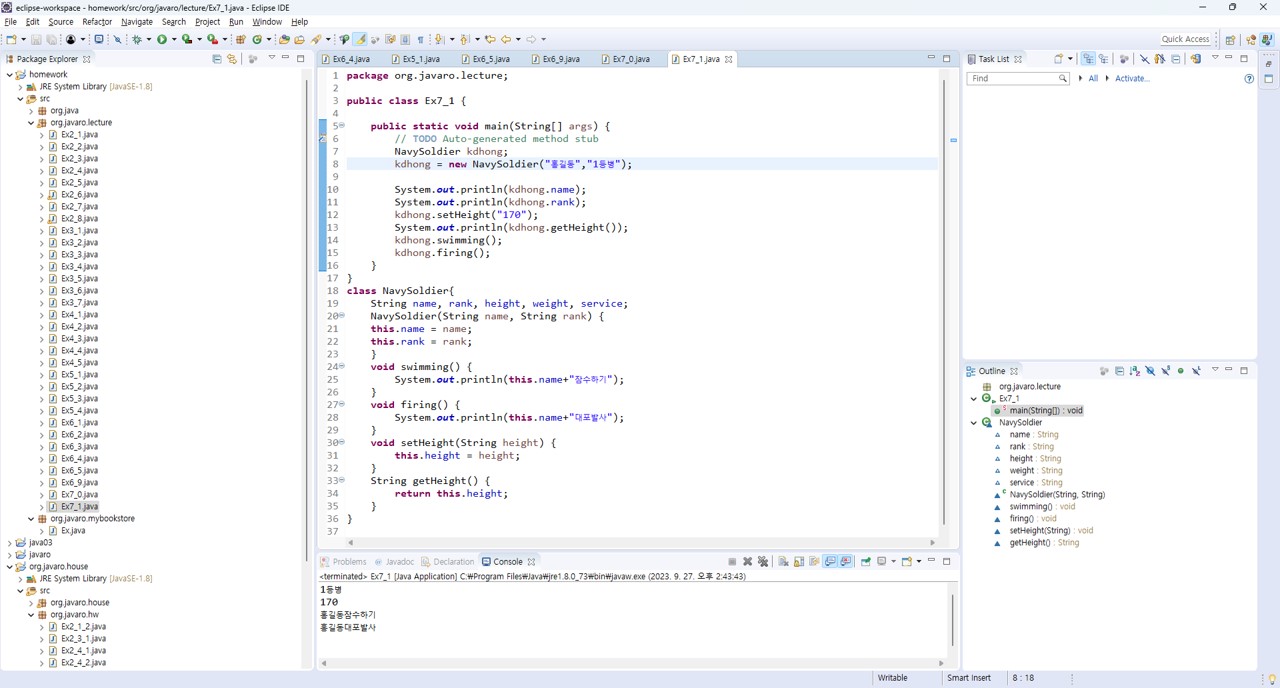 eclipse-workspace - homework/src/org/javaro/lecture/Ex7_1.java - Eclipse IDE
File Edit Source Refactor Navigate Search Project Run Window Help
Quick Access
Package Explorer
homework
JRE System Library [JavaSE-1.8]
src
org.java
org.javaro.lecture
Ex2_1.java
Ex2_2.java
Ex2_3.java
Ex2_4.java
Ex2_5.java
Ex2_6.java
Ex2_7.java
Ex2_8.java
Ex3_1.java
Ex3_2.java
Ex3_3.java
Ex3_4.java
Ex3_5.java
Ex3_6.java
Ex3_7.java
Ex4_1.java
Ex4_2.java
Ex4_3.java
Ex4_4.java
Ex4_5.java
Ex5_1.java
Ex5_2.java
Ex5_3.java
Ex5_4.java
Ex6_1.java
Ex6_2.java
Ex6_3.java
Ex6_4.java
Ex6_5.java
Ex6_9.java
Ex7_0.java
Ex7_1.java
org.javaro.mybookstore
Ex.java
java03
javaro
org.javaro.house
JRE System Library [JavaSE-1.8]
src
org.javaro.house
org.javaro.hw
Ex2_1_2.java
Ex2_3_1.java
Ex2_4_1.java
Ex2_4_2.java
Ex6_4.java Ex5_1.java Ex6_5.java Ex6_9.java Ex7_0.java Ex7_1.java
1 package org.javaro.lecture;
2
3 public class Ex7_1 {
4
5 public static void main(String[] args) {
6 // TODO Auto-generated method stub
7 NavySoldier kdhong;
8 kdhong = new NavySoldier("홍길동","1등병");
9
10 System.out.println(kdhong.name);
11 System.out.println(kdhong.rank);
12 kdhong.setHeight("170");
13 System.out.println(kdhong.getHeight());
14 kdhong.swimming();
15 kdhong.firing();
16 }
17 }
18 class NavySoldier{
19 String name, rank, height, weight, service;
20 NavySoldier(String name, String rank) {
21 this.name = name;
22 this.rank = rank;
23 }
24 void swimming() {
25 System.out.println(this.name+"잠수하기");
26 }
27 void firing() {
28 System.out.println(this.name+"대포발사");
29 }
30 void setHeight(String height) {
31 this.height = height;
32 }
33 String getHeight() {
34 return this.height;
35 }
36 }
37
Problems Javadoc Declaration Console
<terminated> Ex7_1 [Java Application] C:₩Program Files₩Java₩jre1.8.0_73₩bin₩javaw.exe (2023. 9. 27. 오후 2:43:43)
1등병
170
홍길동잠수하기
홍길동대포발사
Task List
Find All Activate...
Outline
org.javaro.lecture
Ex7_1
main(String[]) : void
NavySoldier
name : String
rank : String
height : String
weight : String
service : String
NavySoldier(String, String)
swimming() : void
firing() : void
setHeight(String) : void
getHeight() : String
Writable Smart Insert 8 : 18